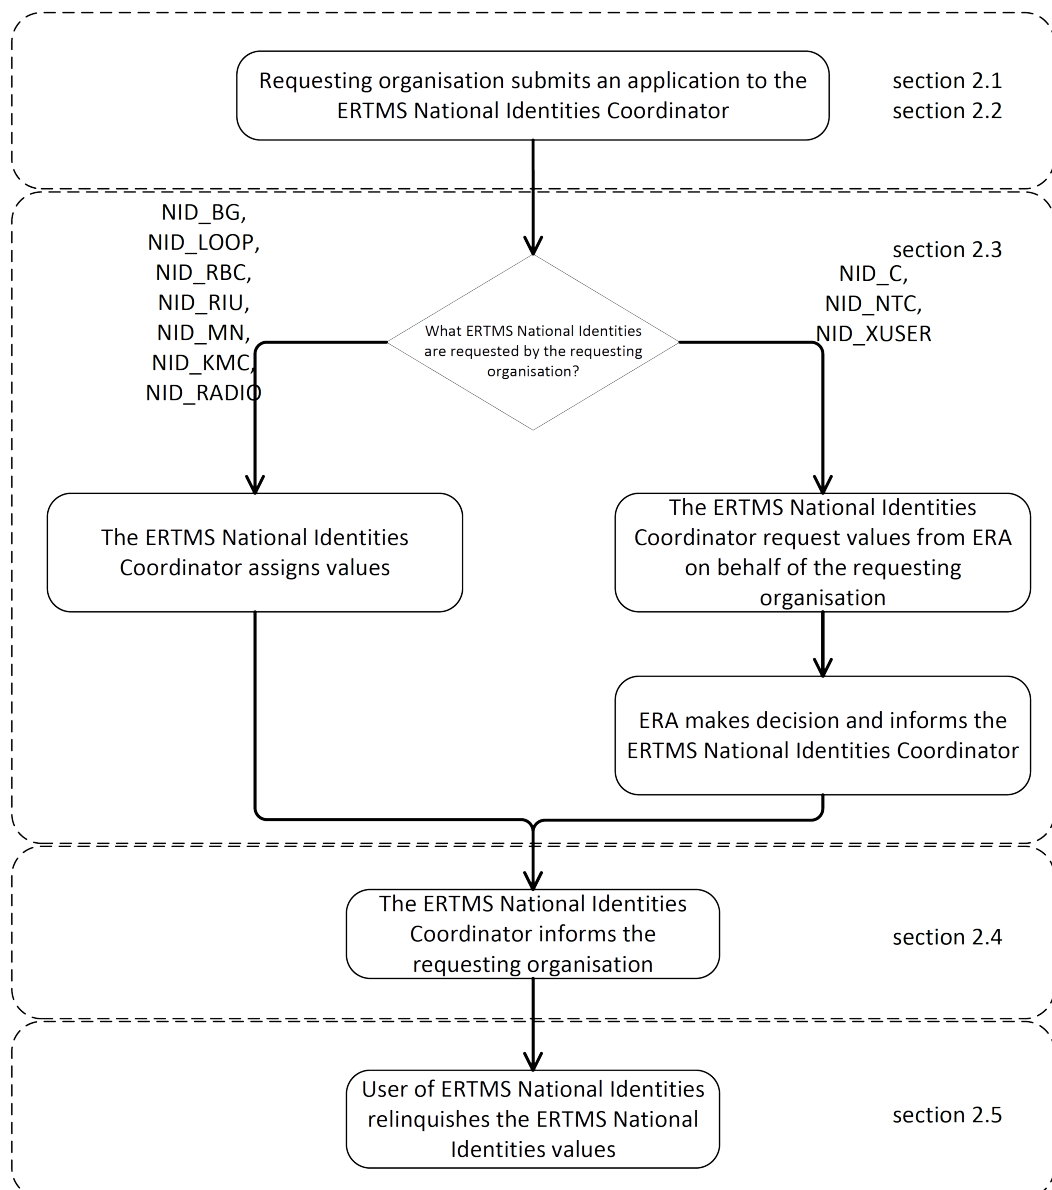 Requesting organisation submits an application to the
ERTMS National Identities Coordinator
section 2.1
section 2.2
NID_BG,
NID_LOOP,
NID_RBC,
NID_RIU,
NID_MN,
NID_KMC,
NID_RADIO
section 2.3
NID_C,
NID_NTC,
NID_XUSER
What ERTMS National Identities
are requested by the requesting
organisation?
The ERTMS National Identities
Coordinator assigns values
The ERTMS National Identities
Coordinator request values from ERA
on behalf of the requesting
organisation
ERA makes decision and informs the
ERTMS National Identities Coordinator
The ERTMS National Identities
Coordinator informs the
requesting organisation
section 2.4
User of ERTMS National Identities
relinquishes the ERTMS National
Identities values
section 2.5